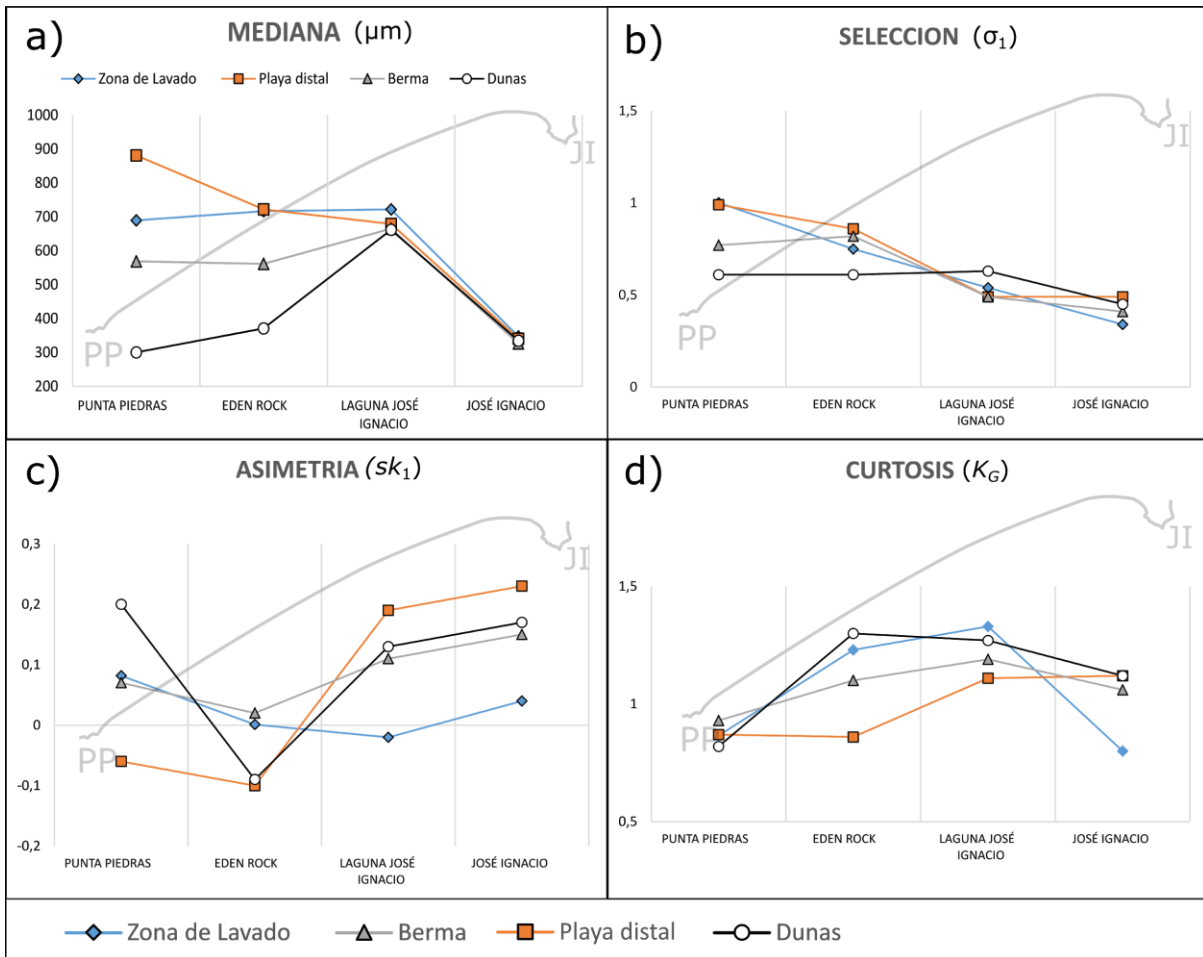 a) MEDIANA (µm)
Zona de Lavado Playa distal Berma Dunas
1000
900
800
700
600
500
400
300
200
PP
JI
PUNTA PIEDRAS EDEN ROCK LAGUNA JOSÉ JOSÉ IGNACIO
IGNACIO
b) SELECCION (σ1)
1,5
1
0,5
0
PP
JI
PUNTA PIEDRAS EDEN ROCK LAGUNA JOSÉ JOSÉ IGNACIO
IGNACIO
c) ASIMETRIA (sk1)
0,3
0,2
0,1
0
-0,1
-0,2
PP
JI
PUNTA PIEDRAS EDEN ROCK LAGUNA JOSÉ JOSÉ IGNACIO
IGNACIO
d) CURTOSIS (KG)
1,5
1
0,5
PP
JI
PUNTA PIEDRAS EDEN ROCK LAGUNA JOSÉ JOSÉ IGNACIO
IGNACIO
Zona de Lavado Berma Playa distal Dunas